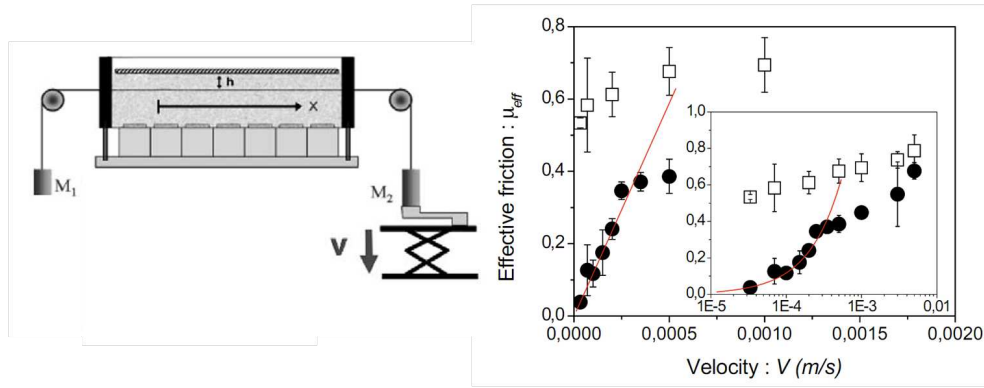 h
X
M1
M2
V
Effective friction : μeff
0,8
0,6
0,4
0,2
0,0
0,0000
0,0005
0,0010
0,0015
0,0020
Velocity : V (m/s)
1,0
0,8
0,6
0,4
0,2
0,0
1E-5
1E-4
1E-3
0,01